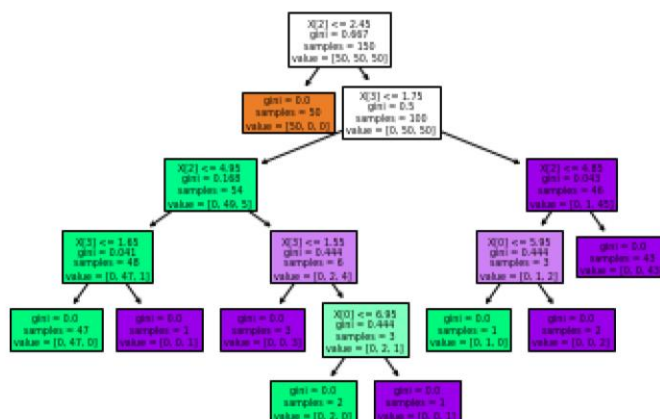 X[2] <= 2.45
gini = 0.667
samples = 150
value = [50, 50, 50]
gini = 0.0
samples = 50
value = [50, 0, 0]
X[3] <= 1.75
gini = 0.5
samples = 100
value = [0, 50, 50]
X[2] <= 4.95
gini = 0.168
samples = 54
value = [0, 49, 5]
X[2] <= 4.85
gini = 0.043
samples = 46
value = [0, 1, 45]
X[3] <= 1.65
gini = 0.041
samples = 48
value = [0, 47, 1]
X[3] <= 1.55
gini = 0.444
samples = 6
value = [0, 2, 4]
X[0] <= 5.95
gini = 0.444
samples = 3
value = [0, 1, 2]
gini = 0.0
samples = 43
value = [0, 0, 43]
gini = 0.0
samples = 47
value = [0, 47, 0]
gini = 0.0
samples = 1
value = [0, 0, 1]
gini = 0.0
samples = 3
value = [0, 0, 3]
X[0] <= 6.95
gini = 0.444
samples = 3
value = [0, 2, 1]
gini = 0.0
samples = 1
value = [0, 1, 0]
gini = 0.0
samples = 2
value = [0, 0, 2]
gini = 0.0
samples = 2
value = [0, 2, 0]
gini = 0.0
samples = 1
value = [0, 0, 1]